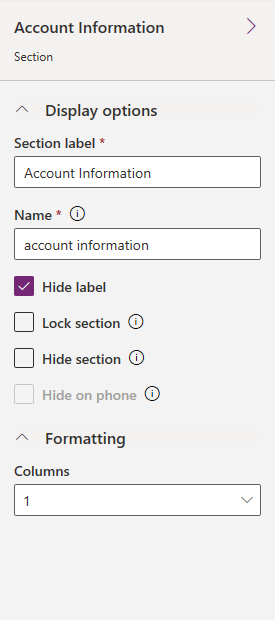 Account Information
Section
Display options
Section label *
Account Information
Name *
account information
Hide label
Lock section
Hide section
Hide on phone
Formatting
Columns
1